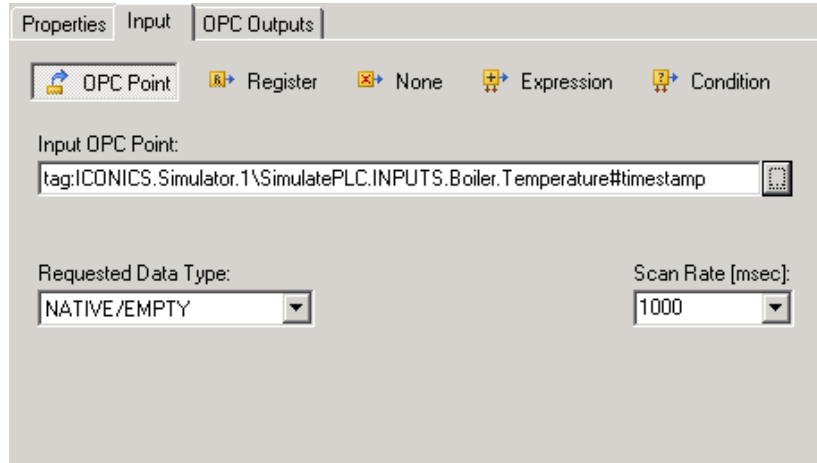 Properties Input OPC Outputs
OPC Point Register None Expression Condition
Input OPC Point:
tag:ICONICS.Simulator.1\SimulatePLC.INPUTS.Boiler.Temperature#timestamp
Requested Data Type: Scan Rate [msec]:
NATIVE/EMPTY 1000